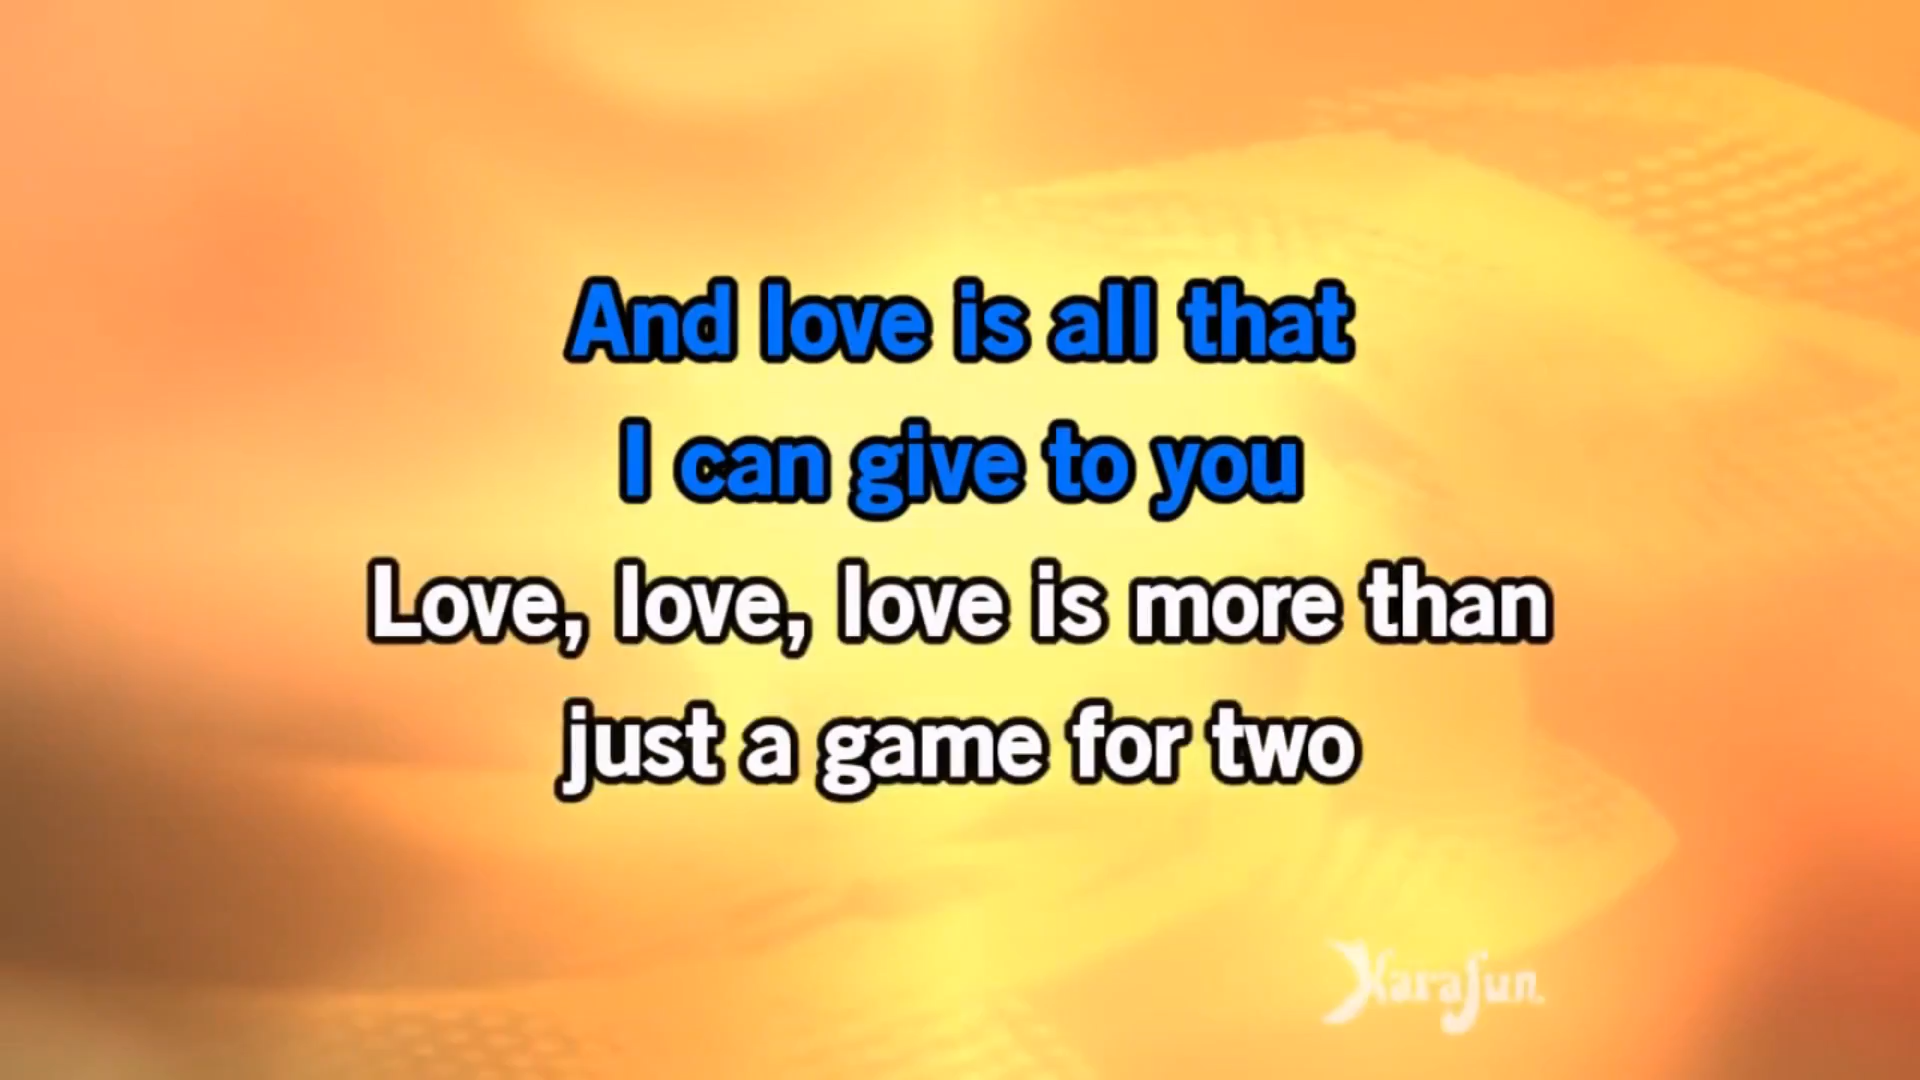 And love is all that
I can give to you
Love, love, love is more than
just a game for two
KaraFun